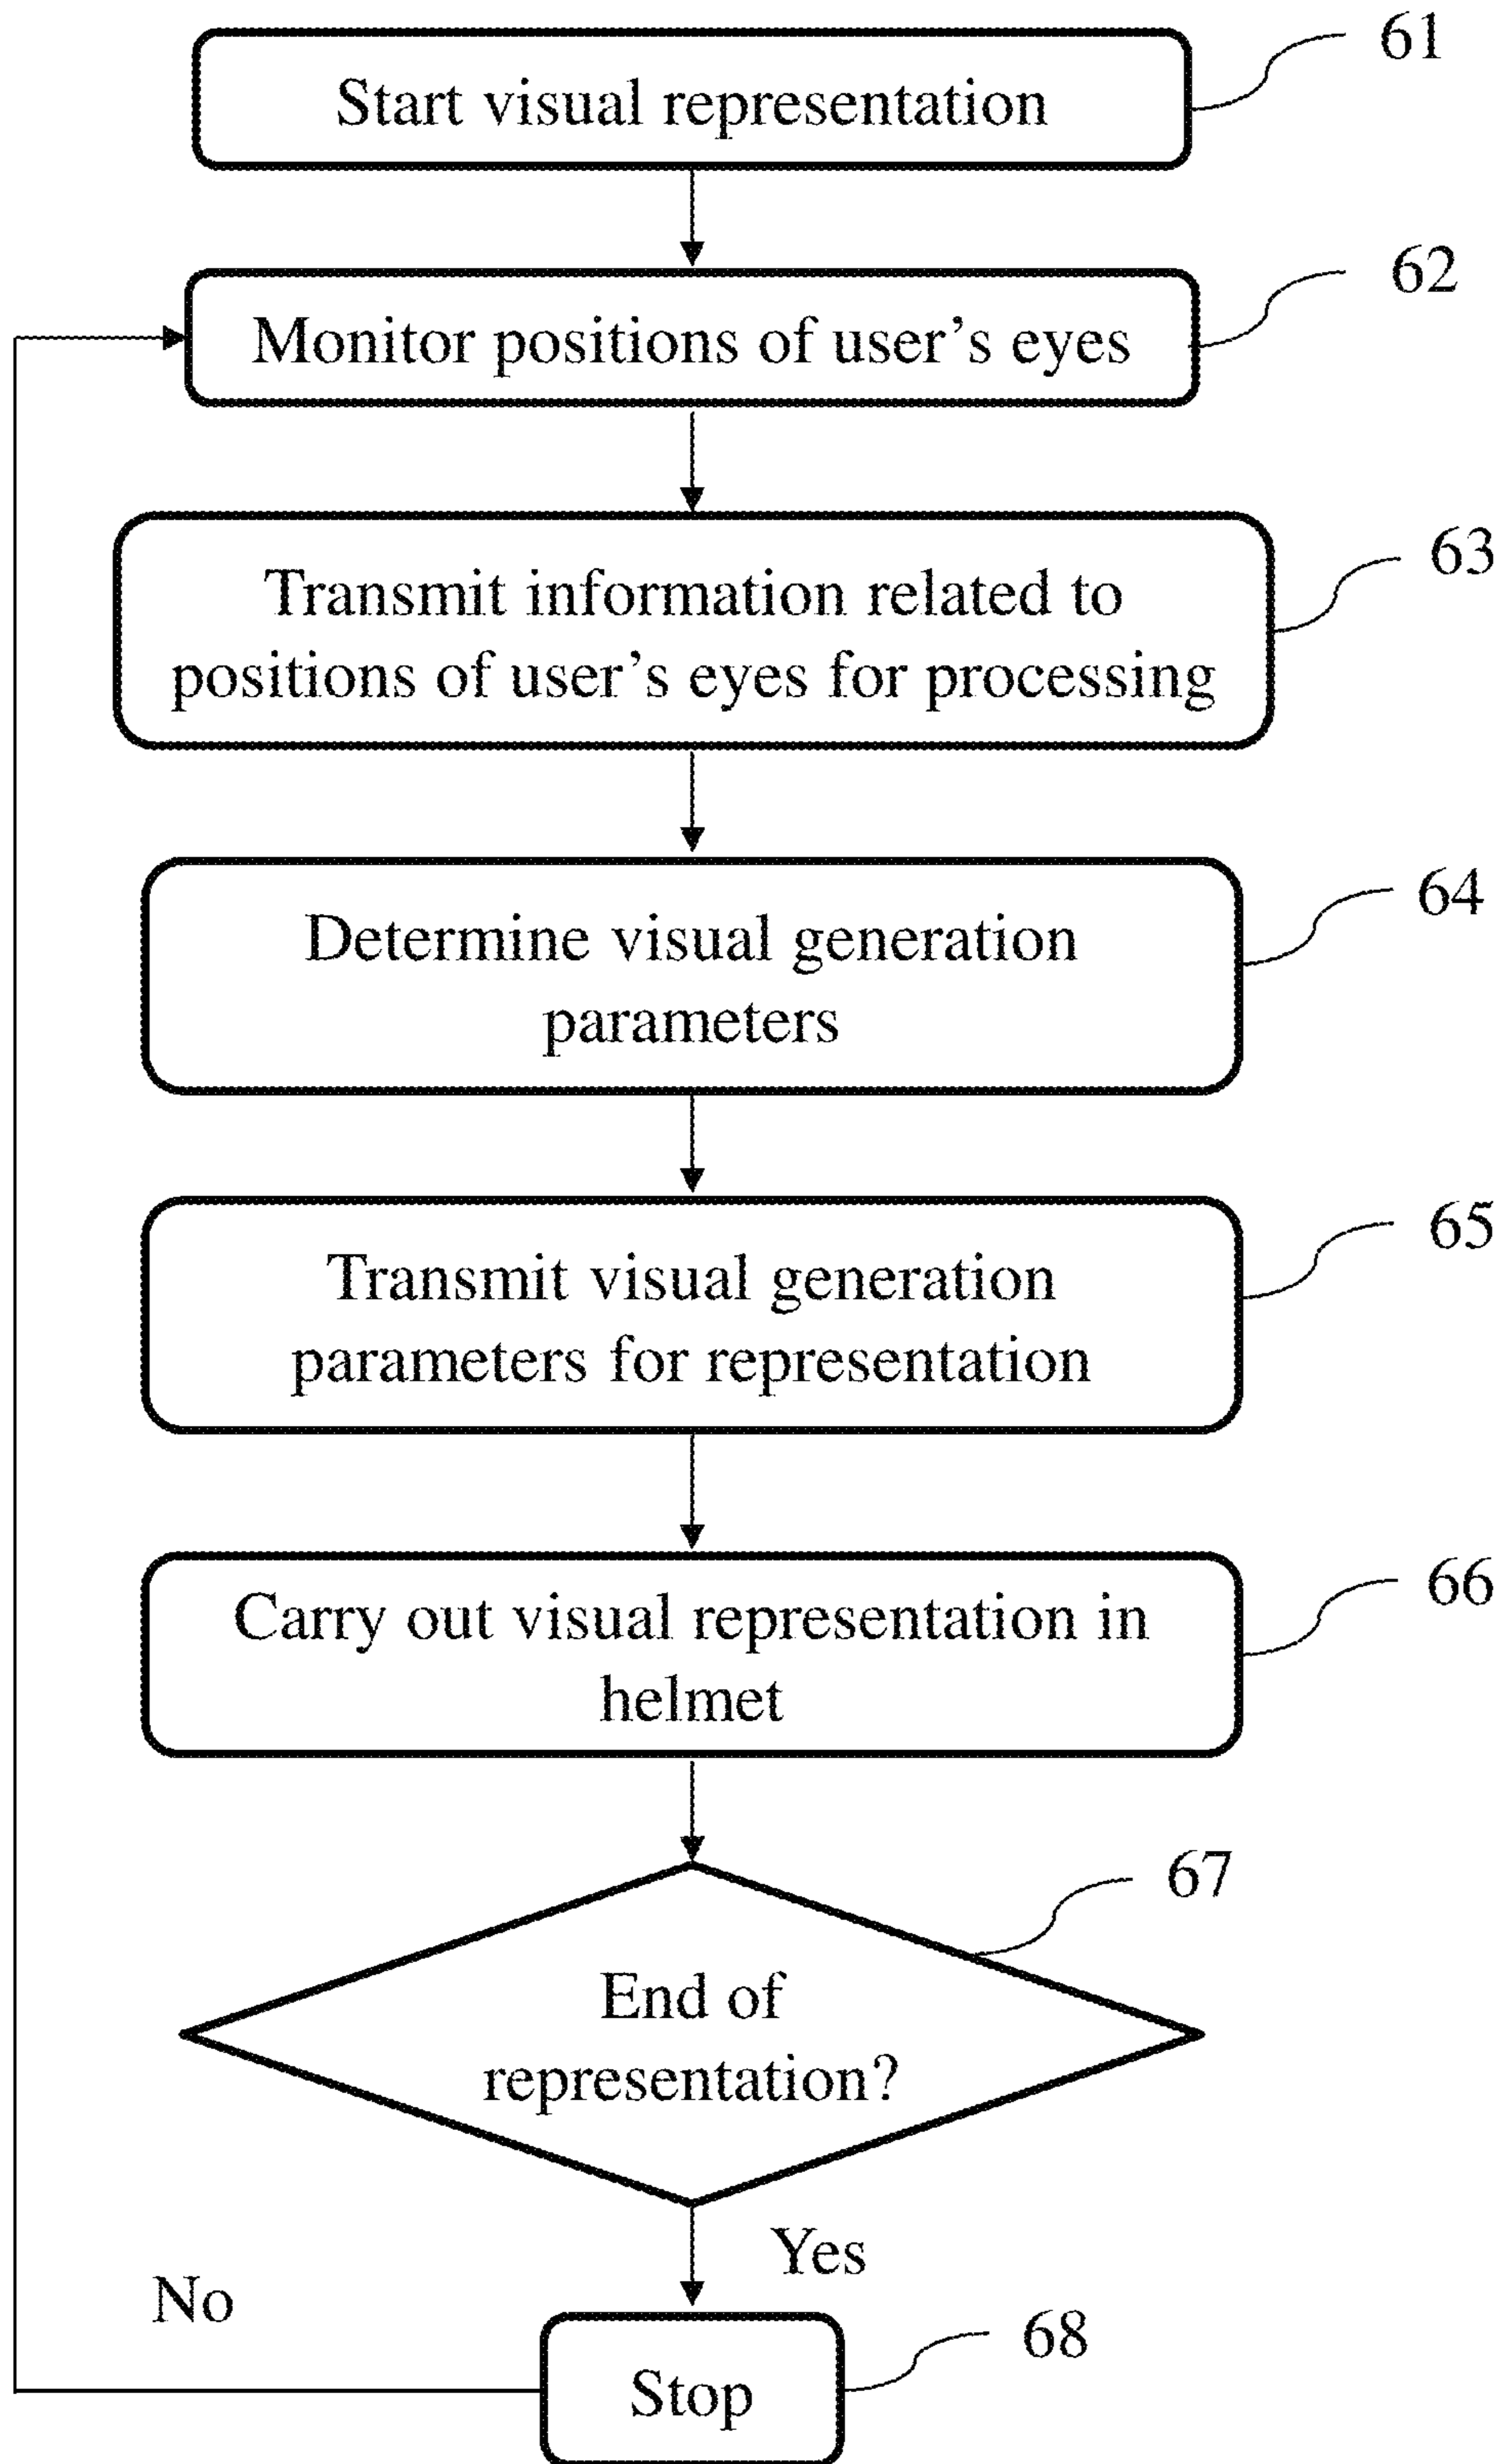 Start visual representation
61
Monitor positions of user’s eyes
62
Transmit information related to
positions of user’s eyes for processing
63
Determine visual generation
parameters
64
Transmit visual generation
parameters for representation
65
Carry out visual representation in
helmet
66
End of
representation?
67
Yes
No
Stop
68